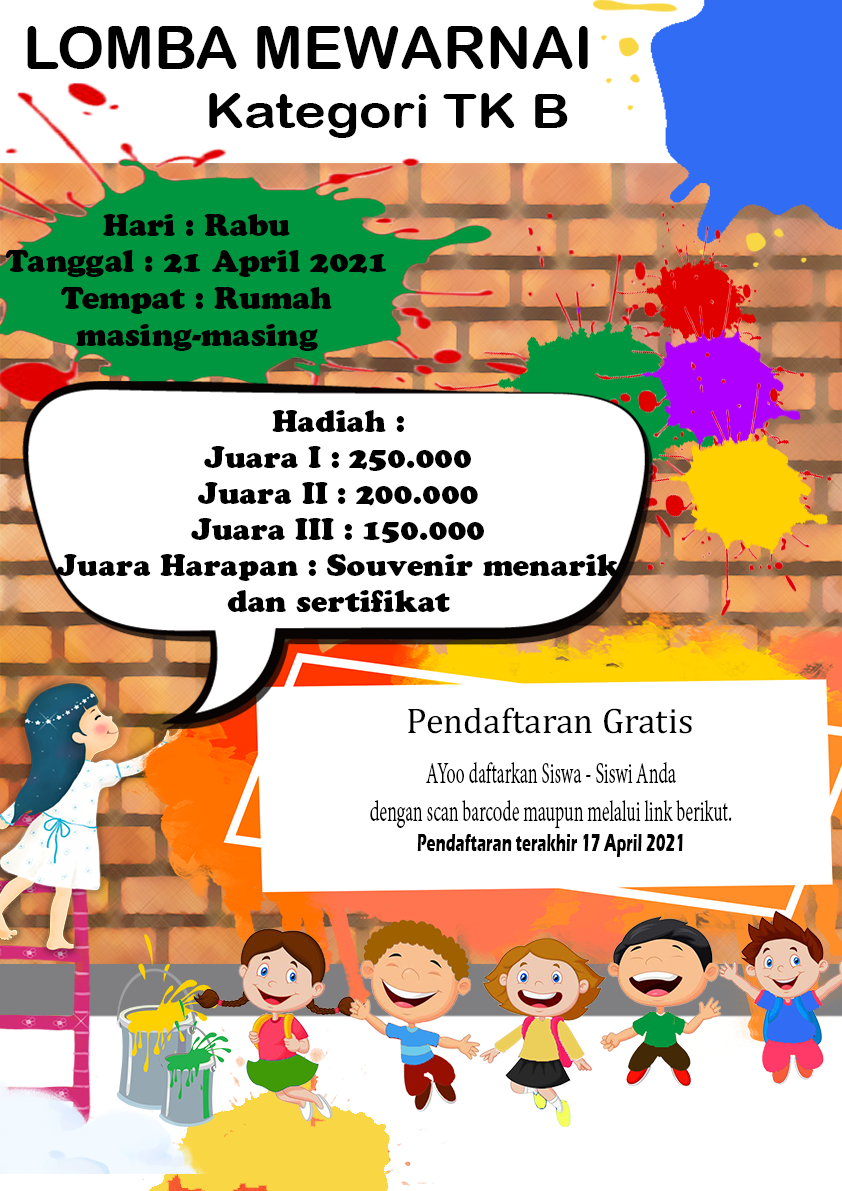 LOMBA MEWARNAI
Kategori TK B
Hari : Rabu
Tanggal : 21 April 2021
Tempat : Rumah
masing-masing
Hadiah :
Juara I : 250.000
Juara II : 200.000
Juara III : 150.000
Juara Harapan : Souvenir menarik
dan sertifikat
Pendaftaran Gratis
AYoo daftarkan Siswa - Siswi Anda
dengan scan barcode maupun melalui link berikut.
Pendaftaran terakhir 17 April 2021